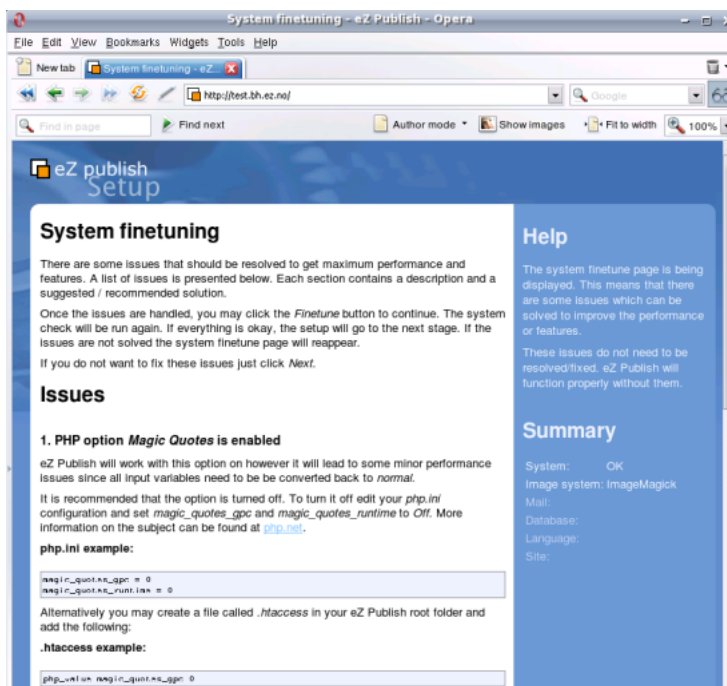 System finetuning - eZ Publish - Opera
File Edit View Bookmarks Widgets Tools Help
New tab System finetuning - eZ...
http://test.bh.ez.no/ Google
Find in page Find next Author mode Show images Fit to width 100%
eZ publish
Setup
System finetuning
There are some issues that should be resolved to get maximum performance and
features. A list of issues is presented below. Each section contains a description and a
suggested / recommended solution.
Once the issues are handled, you may click the Finetune button to continue. The system
check will be run again. If everything is okay, the setup will go to the next stage. If the
issues are not solved the system finetune page will reappear.
If you do not want to fix these issues just click Next.
Issues
1. PHP option Magic Quotes is enabled
eZ Publish will work with this option on however it will lead to some minor performance
issues since all input variables need to be be converted back to normal.
It is recommended that the option is turned off. To turn it off edit your php.ini
configuration and set magic_quotes_gpc and magic_quotes_runtime to Off. More
information on the subject can be found at php.net.
php.ini example:
magic_quotes_gpc = 0
magic_quotes_runtime = 0
Alternatively you may create a file called .htaccess in your eZ Publish root folder and
add the following:
.htaccess example:
php_value magic_quotes_gpc 0
Help
The system finetune page is being
displayed. This means that there
are some issues which can be
solved to improve the performance
or features.
These issues do not need to be
resolved/fixed. eZ Publish will
function properly without them.
Summary
System: OK
Image system: ImageMagick
Mail:
Database:
Language:
Site: